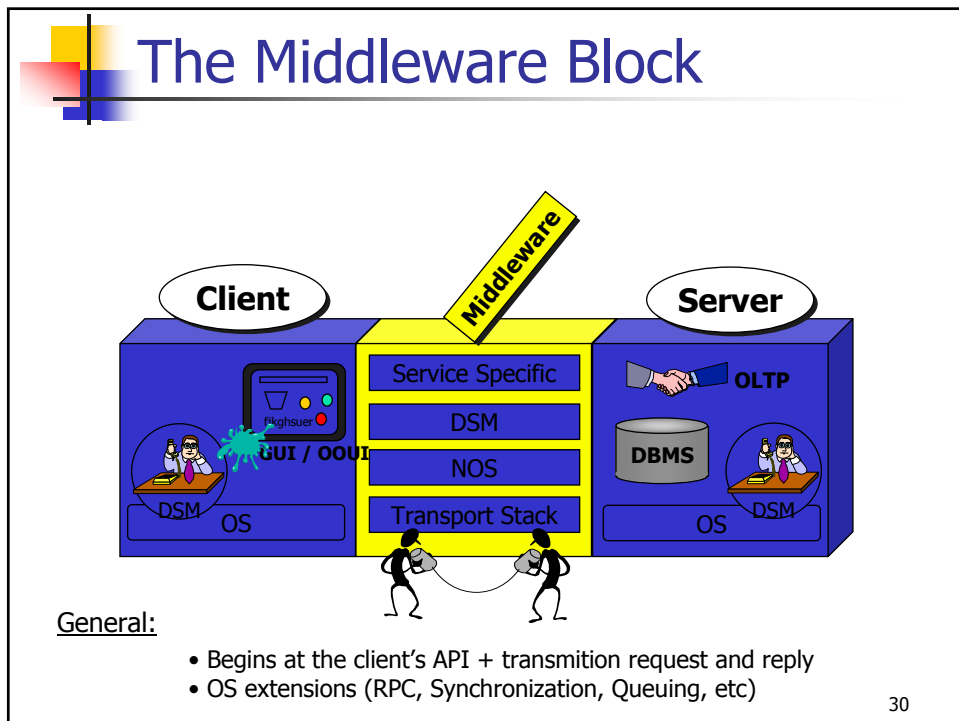 The Middleware Block
Middleware
Client
Server
Service Specific
DSM
NOS
Transport Stack
fikghsuer
GUI / OOUI
DSM
OS
OLTP
DBMS
DSM
OS
General:
• Begins at the client’s API + transmition request and reply
• OS extensions (RPC, Synchronization, Queuing, etc)
30